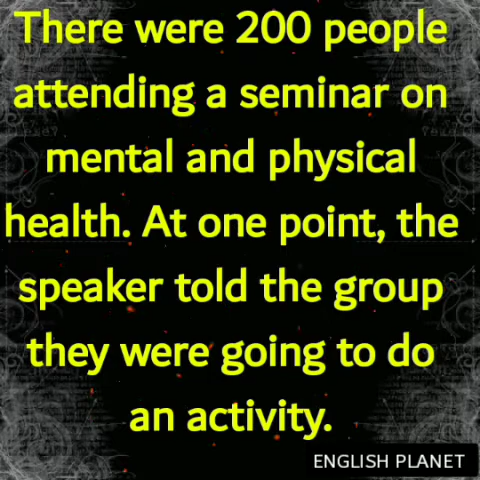 There were 200 people
attending a seminar on
mental and physical
health. At one point, the
speaker told the group
they were going to do
an activity.
ENGLISH PLANET